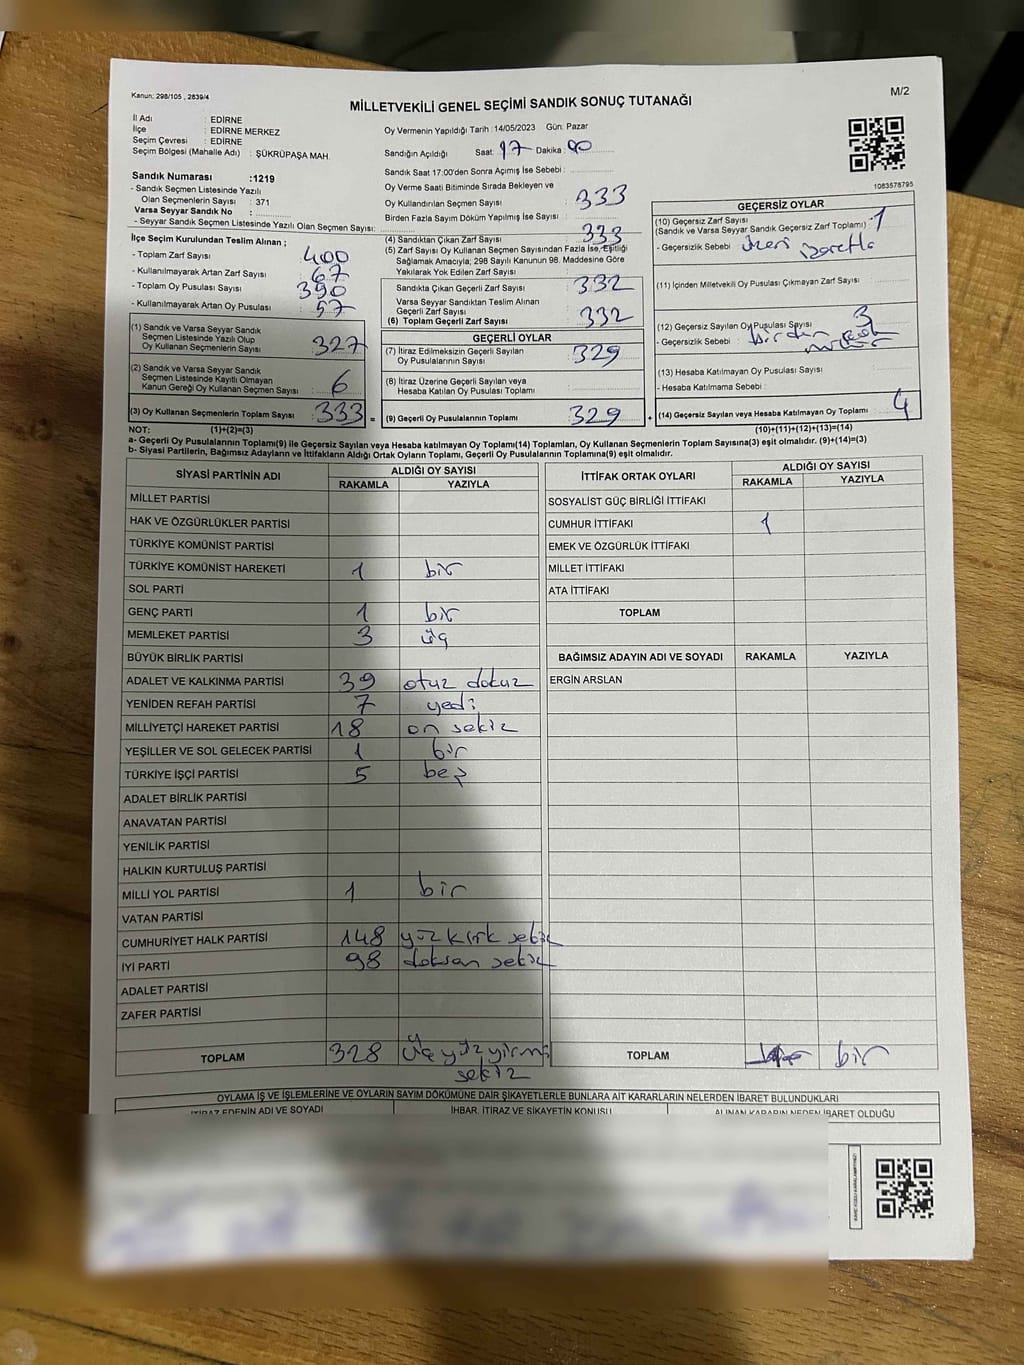 Kanun: 298/105 , 2839/4
M/2
MİLLETVEKİLİ GENEL SEÇİMİ SANDIK SONUÇ TUTANAĞI
İl Adı : EDİRNE
İlçe : EDİRNE MERKEZ
Seçim Çevresi : EDİRNE
Seçim Bölgesi (Mahalle Adı) : ŞÜKRÜPAŞA MAH.
Sandık Numarası :1219
- Sandık Seçmen Listesinde Yazılı
Olan Seçmenlerin Sayısı : 371
Varsa Seyyar Sandık No :
- Seyyar Sandık Seçmen Listesinde Yazılı Olan Seçmen Sayısı:
Oy Vermenin Yapıldığı Tarih :14/05/2023 Gün: Pazar
Sandığın Açıldığı Saat: 17 Dakika : 00
Sandık Saat 17:00'den Sonra Açımış İse Sebebi :
Oy Verme Saati Bitiminde Sırada Bekleyen ve
Oy Kullandırılan Seçmen Sayısı : 333
Birden Fazla Sayım Döküm Yapılmış İse Sayısı :
1083578795
İlçe Seçim Kurulundan Teslim Alınan ;
- Toplam Zarf Sayısı : 400
- Kullanılmayarak Artan Zarf Sayısı : 67
- Toplam Oy Pusulası Sayısı : 390
- Kullanılmayarak Artan Oy Pusulası : 57
(1) Sandık ve Varsa Seyyar Sandık
Seçmen Listesinde Yazılı Olup
Oy Kullanan Seçmenlerin Sayısı : 327
(2) Sandık ve Varsa Seyyar Sandık
Seçmen Listesinde Kayıtlı Olmayan
Kanun Gereği Oy Kullanan Seçmen Sayısı : 6
(3) Oy Kullanan Seçmenlerin Toplam Sayısı : 333 =
(4) Sandıktan Çıkan Zarf Sayısı : 333
(5) Zarf Sayısı Oy Kullanan Seçmen Sayısından Fazla İse, Eşitliği
Sağlamak Amacıyla; 298 Sayılı Kanunun 98. Maddesine Göre
Yakılarak Yok Edilen Zarf Sayısı :
Sandıkta Çıkan Geçerli Zarf Sayısı : 332
Varsa Seyyar Sandıktan Teslim Alınan
Geçerli Zarf Sayısı :
(6) Toplam Geçerli Zarf Sayısı : 332
GEÇERLİ OYLAR
(7) İtiraz Edilmeksizin Geçerli Sayılan
Oy Pusulalarının Sayısı : 329
(8) İtiraz Üzerine Geçerli Sayılan veya
Hesaba Katılan Oy Pusulası Toplamı :
(9) Geçerli Oy Pusulalarının Toplamı : 329 +
GEÇERSİZ OYLAR
(10) Geçersiz Zarf Sayısı
(Sandık ve Varsa Seyyar Sandık Geçersiz Zarf Toplamı) : 1
- Geçersizlik Sebebi : üzeri işaretli
(11) İçinden Milletvekili Oy Pusulası Çıkmayan Zarf Sayısı :
(12) Geçersiz Sayılan Oy Pusulası Sayısı : 3
- Geçersizlik Sebebi : birden çok
(13) Hesaba Katılmayan Oy Pusulası Sayısı :
- Hesaba Katılmama Sebebi :
(14) Geçersiz Sayılan veya Hesaba Katılmayan Oy Toplamı : 4
NOT: (1)+(2)=(3) (10)+(11)+(12)+(13)=(14)
a- Geçerli Oy Pusulalarının Toplamı(9) ile Geçersiz Sayılan veya Hesaba katılmayan Oy Toplamı(14) Toplamları, Oy Kullanan Seçmenlerin Toplam Sayısına(3) eşit olmalıdır. (9)+(14)=(3)
b- Siyasi Partilerin, Bağımsız Adayların ve İttifakların Aldığı Ortak Oyların Toplamı, Geçerli Oy Pusulalarının Toplamına(9) eşit olmalıdır.
SİYASİ PARTİNİN ADI ALDIĞI OY SAYISI
RAKAMLA YAZIYLA
MİLLET PARTİSİ
HAK VE ÖZGÜRLÜKLER PARTİSİ
TÜRKİYE KOMÜNİST PARTİSİ
TÜRKİYE KOMÜNİST HAREKETİ 1 bir
SOL PARTİ
GENÇ PARTİ 1 bir
MEMLEKET PARTİSİ 3 üç
BÜYÜK BİRLİK PARTİSİ
ADALET VE KALKINMA PARTİSİ 39 otuz dokuz
YENİDEN REFAH PARTİSİ 7 yedi
MİLLİYETÇİ HAREKET PARTİSİ 18 on sekiz
YEŞİLLER VE SOL GELECEK PARTİSİ 1 bir
TÜRKİYE İŞÇİ PARTİSİ 5 beş
ADALET BİRLİK PARTİSİ
ANAVATAN PARTİSİ
YENİLİK PARTİSİ
HALKIN KURTULUŞ PARTİSİ
MİLLİ YOL PARTİSİ 1 bir
VATAN PARTİSİ
CUMHURİYET HALK PARTİSİ 148 yüz kırk sekiz
İYİ PARTİ 98 doksan sekiz
ADALET PARTİSİ
ZAFER PARTİSİ
TOPLAM 328 üç yüz yirmi
sekiz
İTTİFAK ORTAK OYLARI ALDIĞI OY SAYISI
RAKAMLA YAZIYLA
SOSYALİST GÜÇ BİRLİĞİ İTTİFAKI
CUMHUR İTTİFAKI 1
EMEK VE ÖZGÜRLÜK İTTİFAKI
MİLLET İTTİFAKI
ATA İTTİFAKI
TOPLAM
BAĞIMSIZ ADAYIN ADI VE SOYADI RAKAMLA YAZIYLA
ERGİN ARSLAN
TOPLAM bir
OYLAMA İŞ VE İŞLEMLERİNE VE OYLARIN SAYIM DÖKÜMÜNE DAİR ŞİKAYETLERLE BUNLARA AİT KARARLARIN NELERDEN İBARET BULUNDUKLARI
İTİRAZ EDENİN ADI VE SOYADI İHBAR, İTİRAZ VE ŞİKAYETİN KONUSU ALINAN KARARIN NEDEN İBARET OLDUĞU